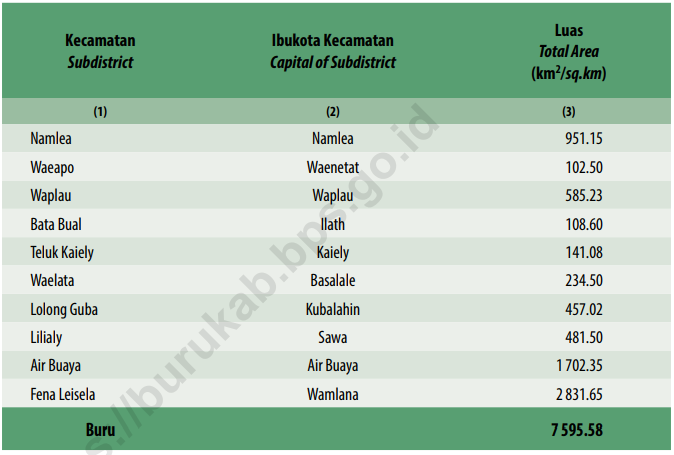 Kecamatan Ibukota Kecamatan Luas
Subdistrict Capital of Subdistrict Total Area
(km²/sq.km)
(1) (2) (3)
Namlea Namlea 951.15
Waeapo Waenetat 102.50
Waplau Waplau 585.23
Bata Bual Ilath 108.60
Teluk Kaiely Kaiely 141.08
Waelata Basalale 234.50
Lolong Guba Kubalahin 457.02
Lilialy Sawa 481.50
Air Buaya Air Buaya 1 702.35
Fena Leisela Wamlana 2 831.65
Buru 7 595.58
s://burukab.bps.go.id